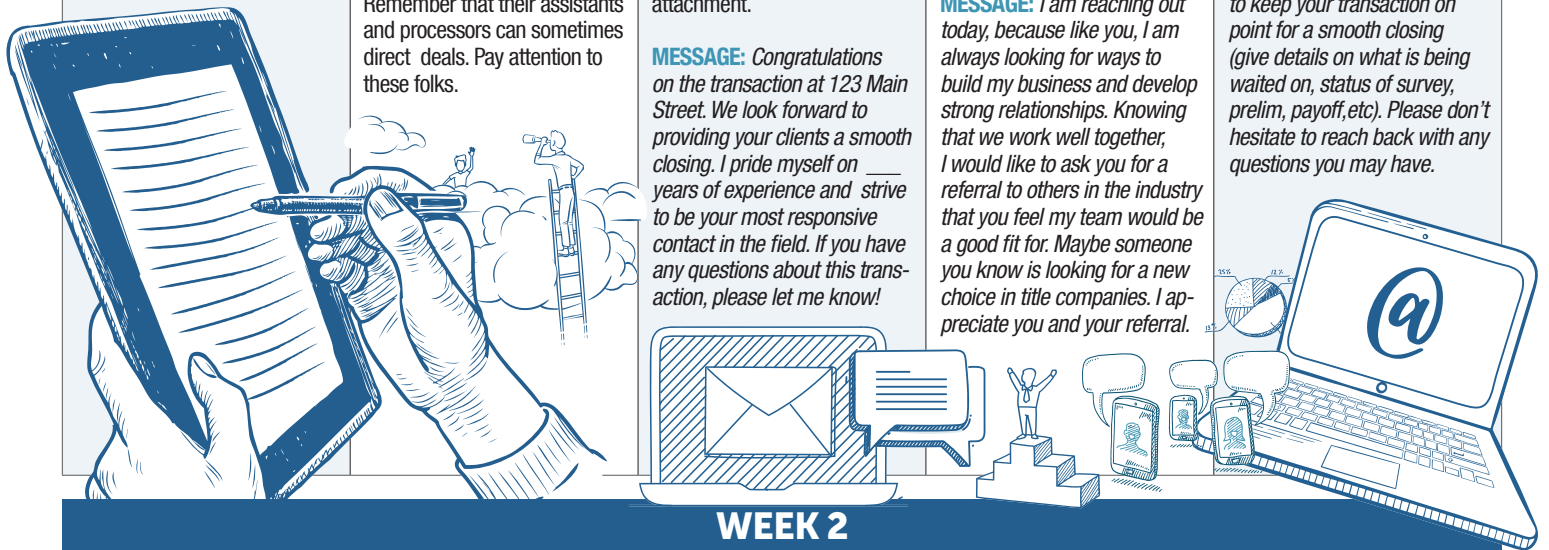 Remember that their assistants
and processors can sometimes
direct deals. Pay attention to
these folks.
attachment.
MESSAGE: Congratulations
on the transaction at 123 Main
Street. We look forward to
providing your clients a smooth
closing. I pride myself on ___
years of experience and strive
to be your most responsive
contact in the field. If you have
any questions about this trans-
action, please let me know!
MESSAGE: I am reaching out
today, because like you, I am
always looking for ways to
build my business and develop
strong relationships. Knowing
that we work well together,
I would like to ask you for a
referral to others in the industry
that you feel my team would be
a good fit for. Maybe someone
you know is looking for a new
choice in title companies. I ap-
preciate you and your referral.
to keep your transaction on
point for a smooth closing
(give details on what is being
waited on, status of survey,
prelim, payoff,etc). Please don't
hesitate to reach back with any
questions you may have.
25%
12%
@
WEEK 2